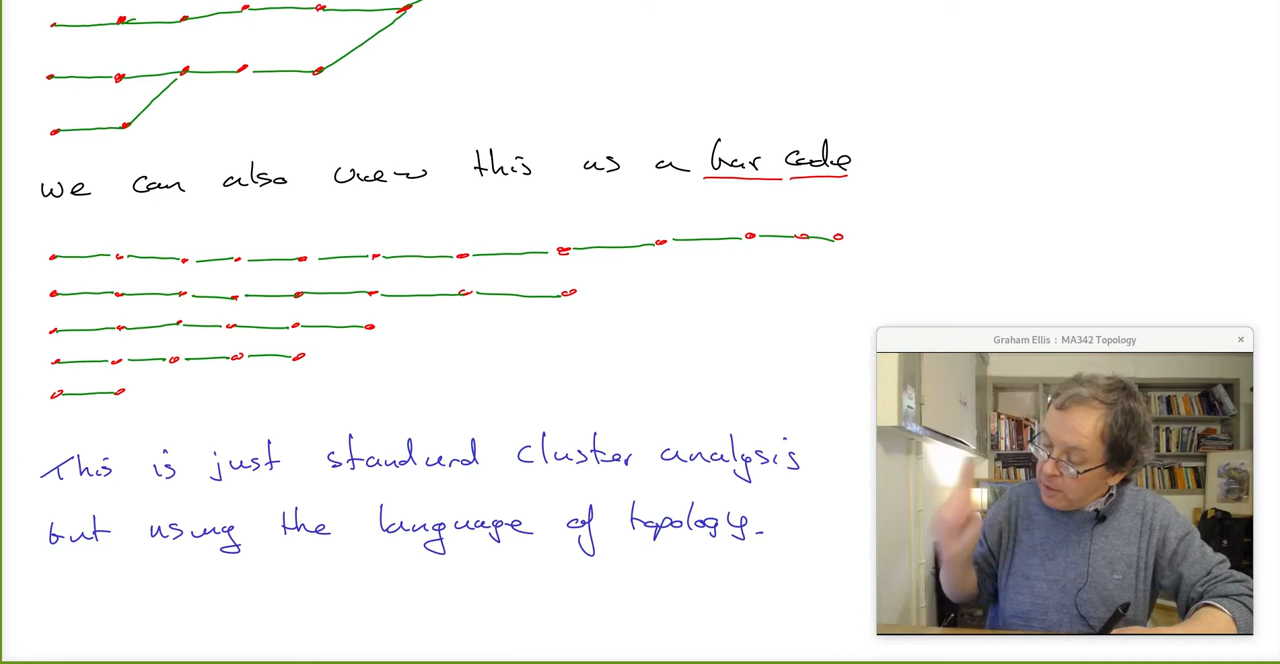 we can also view this as a bar code
Graham Ellis : MA342 Topology
This is just standard cluster analysis
but using the language of topology.